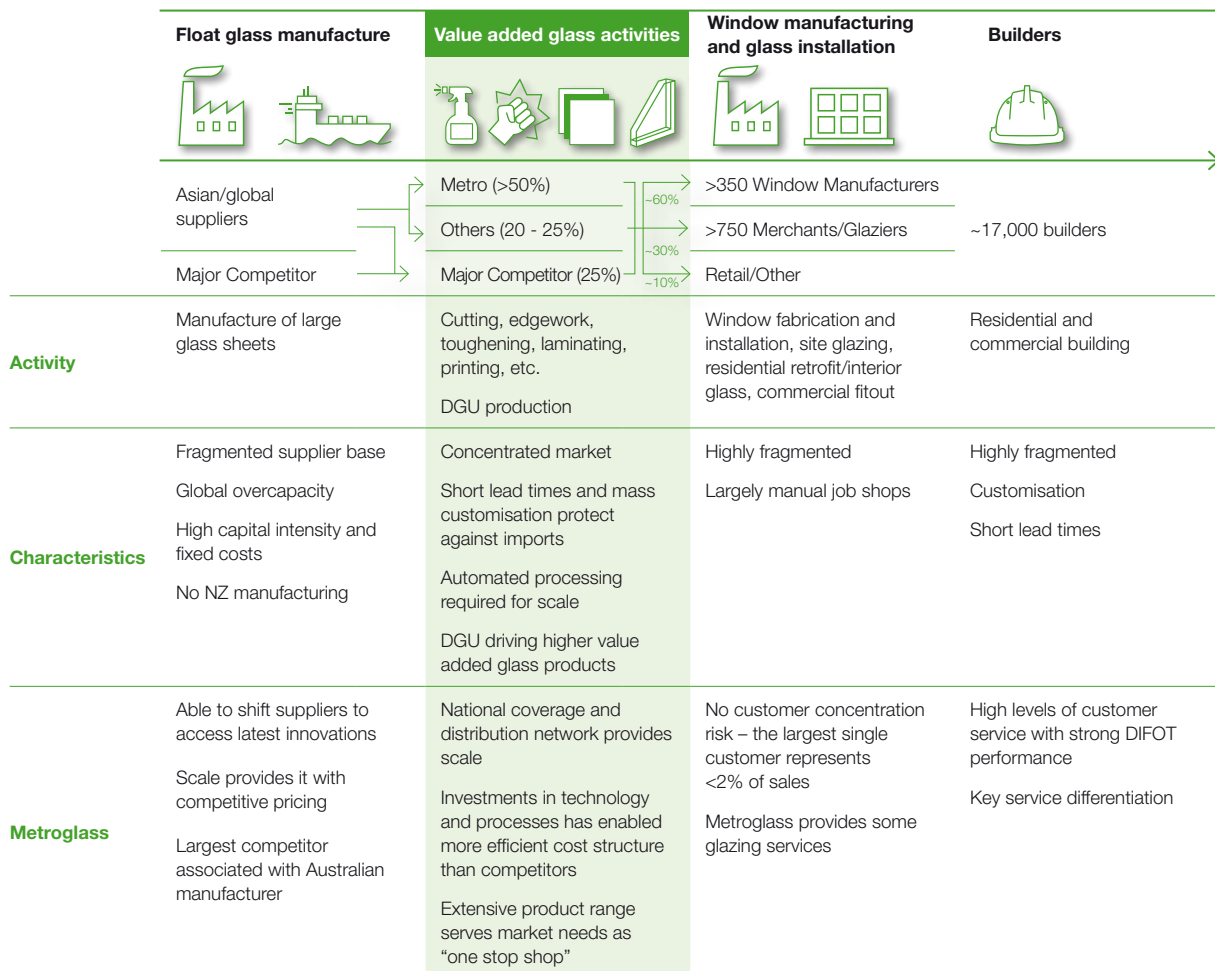 Float glass manufacture
Value added glass activities
Window manufacturing
and glass installation
Builders
Asian/global
suppliers
Major Competitor
Metro (>50%)
Others (20 - 25%)
Major Competitor (25%)
~60%
~30%
~10%
>350 Window Manufacturers
>750 Merchants/Glaziers
Retail/Other
~17,000 builders
Activity
Manufacture of large
glass sheets
Cutting, edgework,
toughening, laminating,
printing, etc.
DGU production
Window fabrication and
installation, site glazing,
residential retrofit/interior
glass, commercial fitout
Residential and
commercial building
Characteristics
Fragmented supplier base
Global overcapacity
High capital intensity and
fixed costs
No NZ manufacturing
Concentrated market
Short lead times and mass
customisation protect
against imports
Automated processing
required for scale
DGU driving higher value
added glass products
Highly fragmented
Largely manual job shops
Highly fragmented
Customisation
Short lead times
Metroglass
Able to shift suppliers to
access latest innovations
Scale provides it with
competitive pricing
Largest competitor
associated with Australian
manufacturer
National coverage and
distribution network provides
scale
Investments in technology
and processes has enabled
more efficient cost structure
than competitors
Extensive product range
serves market needs as
“one stop shop”
No customer concentration
risk – the largest single
customer represents
<2% of sales
Metroglass provides some
glazing services
High levels of customer
service with strong DIFOT
performance
Key service differentiation